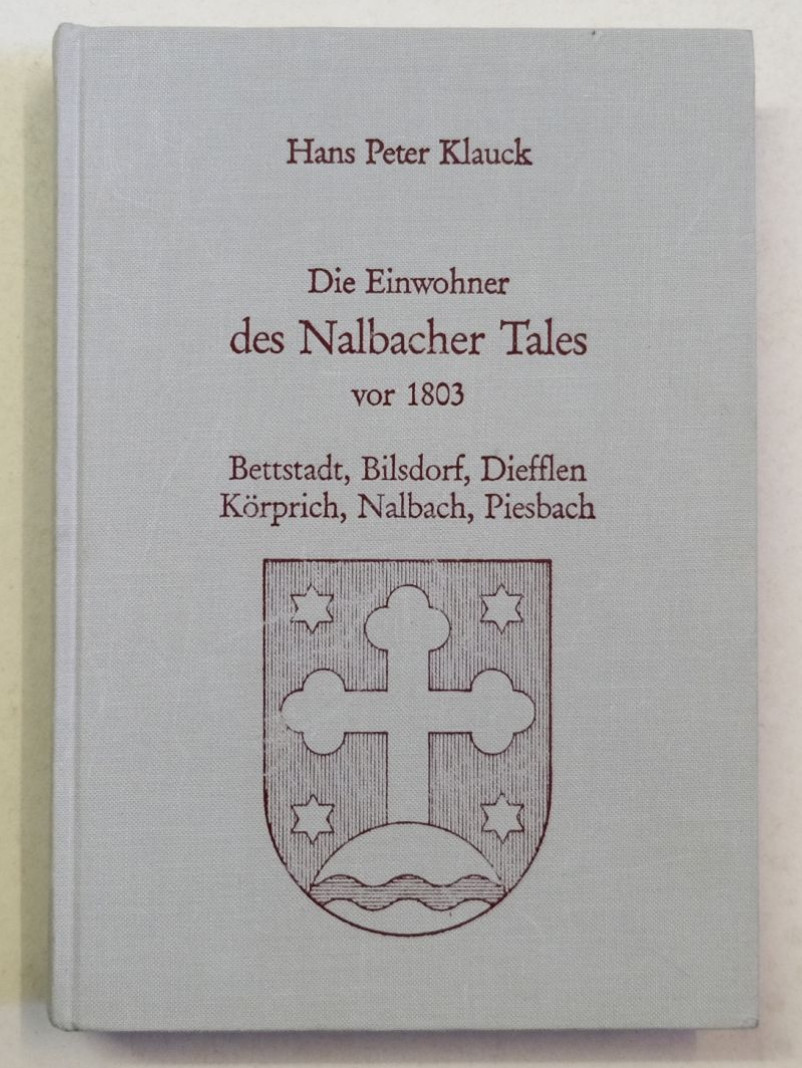 Hans Peter Klauck
Die Einwohner
des Nalbacher Tales
vor 1803
Bettstadt, Bilsdorf, Diefflen
Körprich, Nalbach, Piesbach